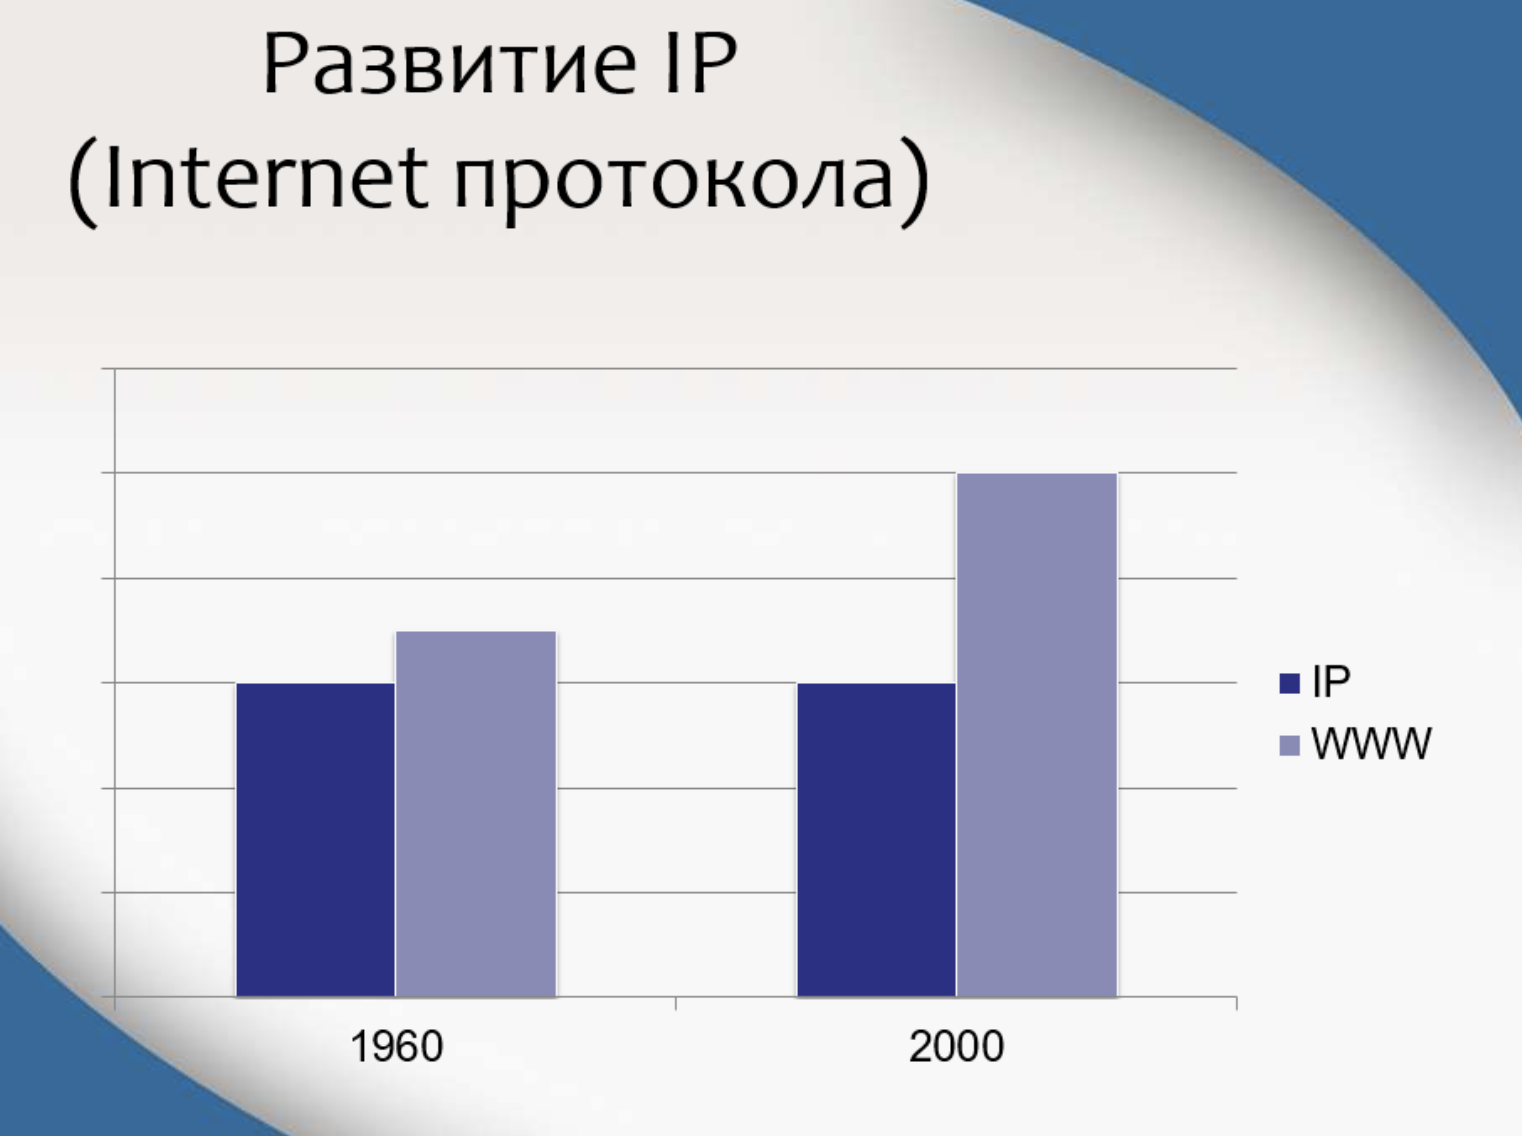 Развитие IP
(Internet протокола)
IP
WWW
1960
2000